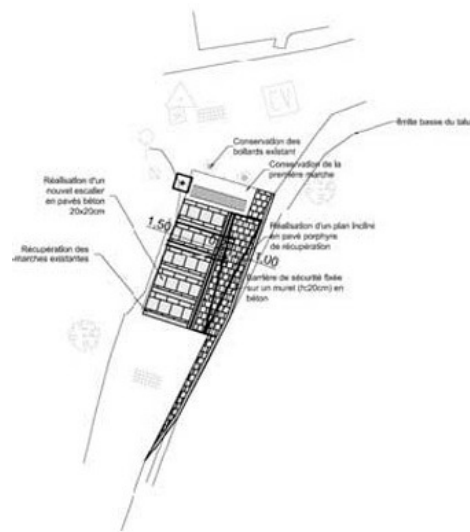 limite basse du talu
Conservation des
bollards existant
Conservation de la
première marche
Réalisation d'un
nouvel escalier
en pavés béton
20x20cm
1.50
Réalisation d'un plan incliné
en pavé porphyre
de récupération
1.00
Récupération des
marches existantes
Barrière de sécurité fixée
sur un muret (h:20cm) en
béton